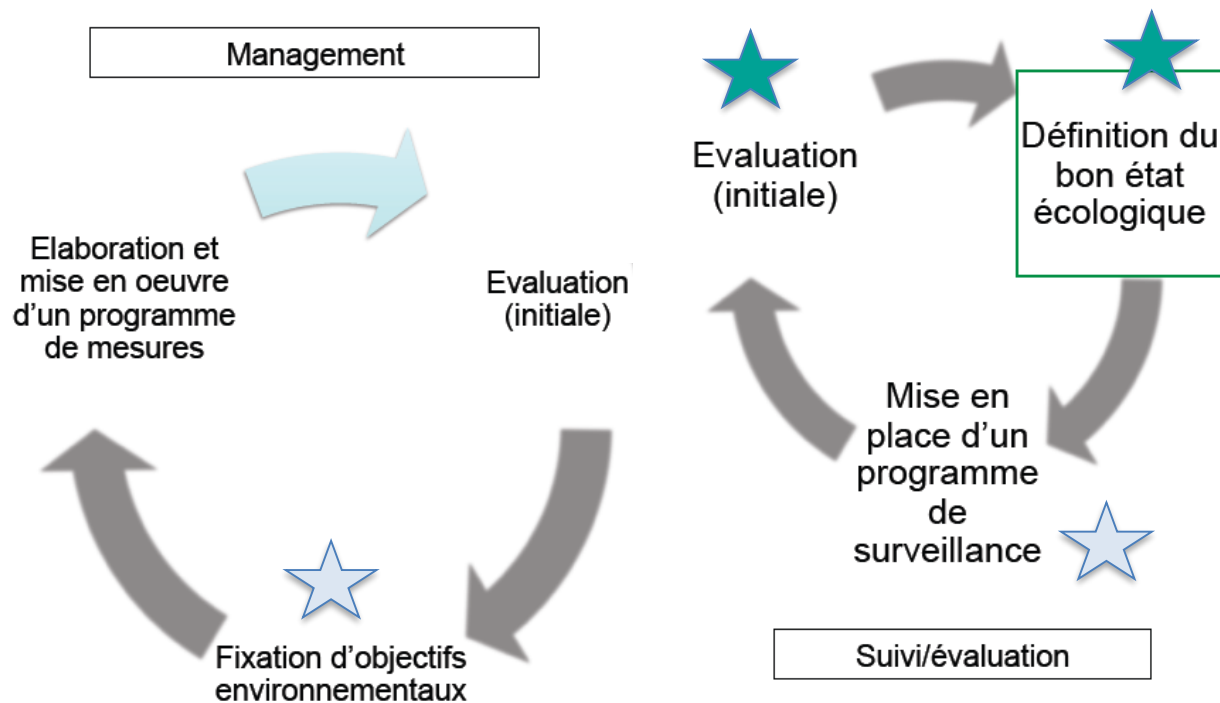 Management
Elaboration et
mise en oeuvre
d'un programme
de mesures
Evaluation
(initiale)
Fixation d'objectifs
environnementaux
Evaluation
(initiale)
Définition du
bon état
écologique
Mise en
place d'un
programme
de
surveillance
Suivi/évaluation